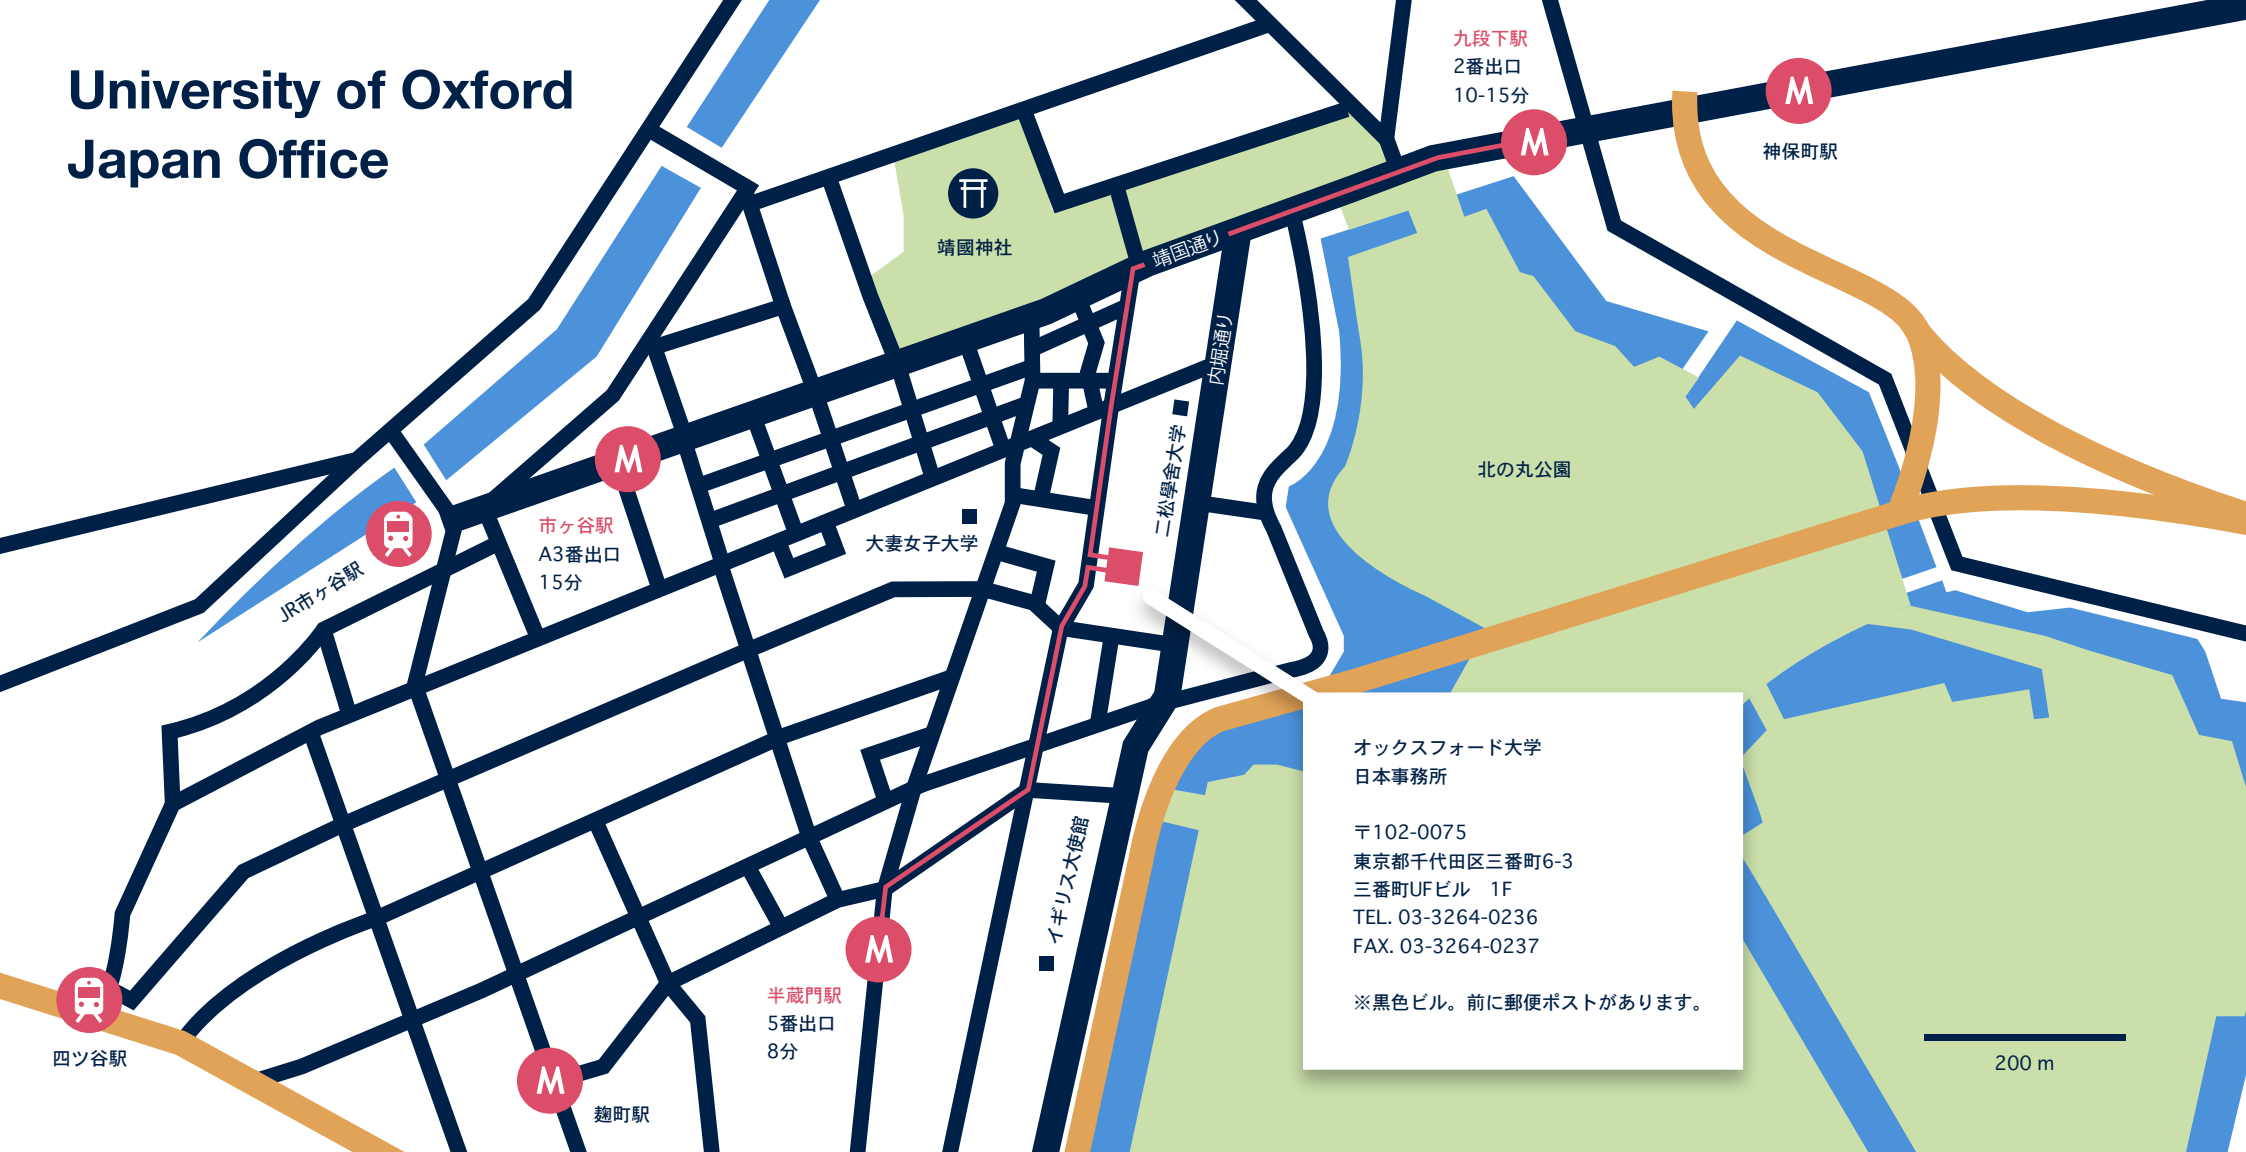 University of Oxford
Japan Office
九段下駅
2番出口
10-15分
神保町駅
靖國神社
靖国通り
内堀通り
二松學舍大学
北の丸公園
市ヶ谷駅
A3番出口
15分
JR市ヶ谷駅
大妻女子大学
オックスフォード大学
日本事務所
〒102-0075
東京都千代田区三番町6-3
三番町UFビル　1F
TEL. 03-3264-0236
FAX. 03-3264-0237
※黒色ビル。前に郵便ポストがあります。
イギリス大使館
半蔵門駅
5番出口
8分
四ツ谷駅
麹町駅
200 m